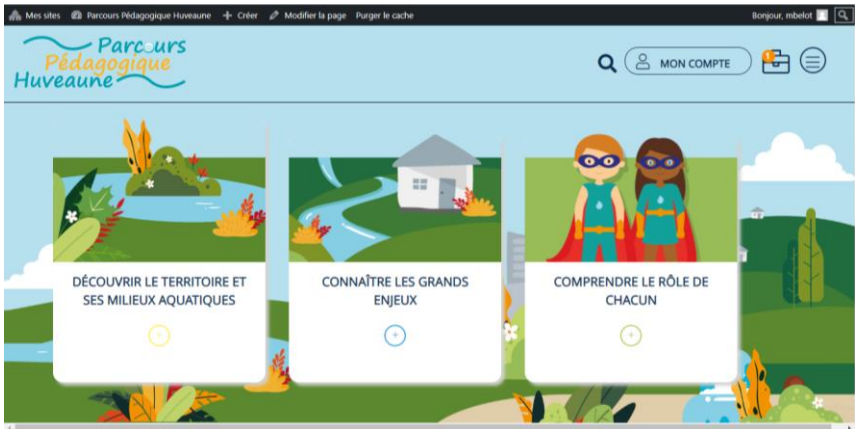 Mes sites Parcours Pédagogique Huveaune + Créer Modifier la page Purger le cache Bonjour, mbelot
Parcours
Pédagogique
Huveaune
MON COMPTE
1
DÉCOUVRIR LE TERRITOIRE ET
SES MILIEUX AQUATIQUES
+
CONNAÎTRE LES GRANDS
ENJEUX
+
COMPRENDRE LE RÔLE DE
CHACUN
+